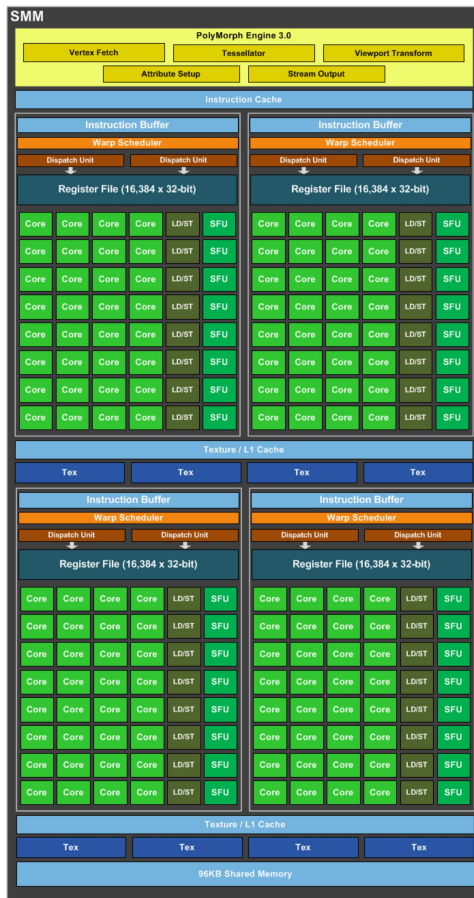 SMM
PolyMorph Engine 3.0
Vertex Fetch Tessellator Viewport Transform
Attribute Setup Stream Output
Instruction Cache
Instruction Buffer Instruction Buffer
Warp Scheduler Warp Scheduler
Dispatch Unit Dispatch Unit Dispatch Unit Dispatch Unit
Register File (16,384 x 32-bit) Register File (16,384 x 32-bit)
Core Core Core Core LD/ST SFU Core Core Core Core LD/ST SFU
Core Core Core Core LD/ST SFU Core Core Core Core LD/ST SFU
Core Core Core Core LD/ST SFU Core Core Core Core LD/ST SFU
Core Core Core Core LD/ST SFU Core Core Core Core LD/ST SFU
Core Core Core Core LD/ST SFU Core Core Core Core LD/ST SFU
Core Core Core Core LD/ST SFU Core Core Core Core LD/ST SFU
Core Core Core Core LD/ST SFU Core Core Core Core LD/ST SFU
Core Core Core Core LD/ST SFU Core Core Core Core LD/ST SFU
Texture / L1 Cache
Tex Tex Tex Tex
Instruction Buffer Instruction Buffer
Warp Scheduler Warp Scheduler
Dispatch Unit Dispatch Unit Dispatch Unit Dispatch Unit
Register File (16,384 x 32-bit) Register File (16,384 x 32-bit)
Core Core Core Core LD/ST SFU Core Core Core Core LD/ST SFU
Core Core Core Core LD/ST SFU Core Core Core Core LD/ST SFU
Core Core Core Core LD/ST SFU Core Core Core Core LD/ST SFU
Core Core Core Core LD/ST SFU Core Core Core Core LD/ST SFU
Core Core Core Core LD/ST SFU Core Core Core Core LD/ST SFU
Core Core Core Core LD/ST SFU Core Core Core Core LD/ST SFU
Core Core Core Core LD/ST SFU Core Core Core Core LD/ST SFU
Core Core Core Core LD/ST SFU Core Core Core Core LD/ST SFU
Texture / L1 Cache
Tex Tex Tex Tex
96KB Shared Memory